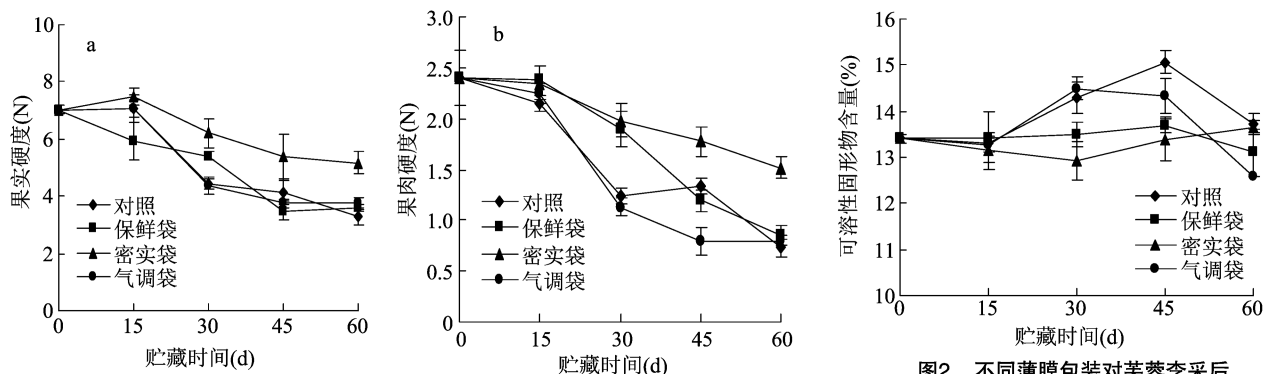 a
果实硬度(N)
10
8
6
4
2
0
对照
保鲜袋
密实袋
气调袋
0 15 30 45 60
贮藏时间(d)
b
果肉硬度(N)
3.0
2.5
2.0
1.5
1.0
0.5
0
对照
保鲜袋
密实袋
气调袋
0 15 30 45 60
贮藏时间(d)
可溶性固形物含量(%)
16
15
14
13
12
11
10
对照
保鲜袋
密实袋
气调袋
0 15 30 45 60
贮藏时间(d)
图2 不同薄膜包装对芙蓉李采后